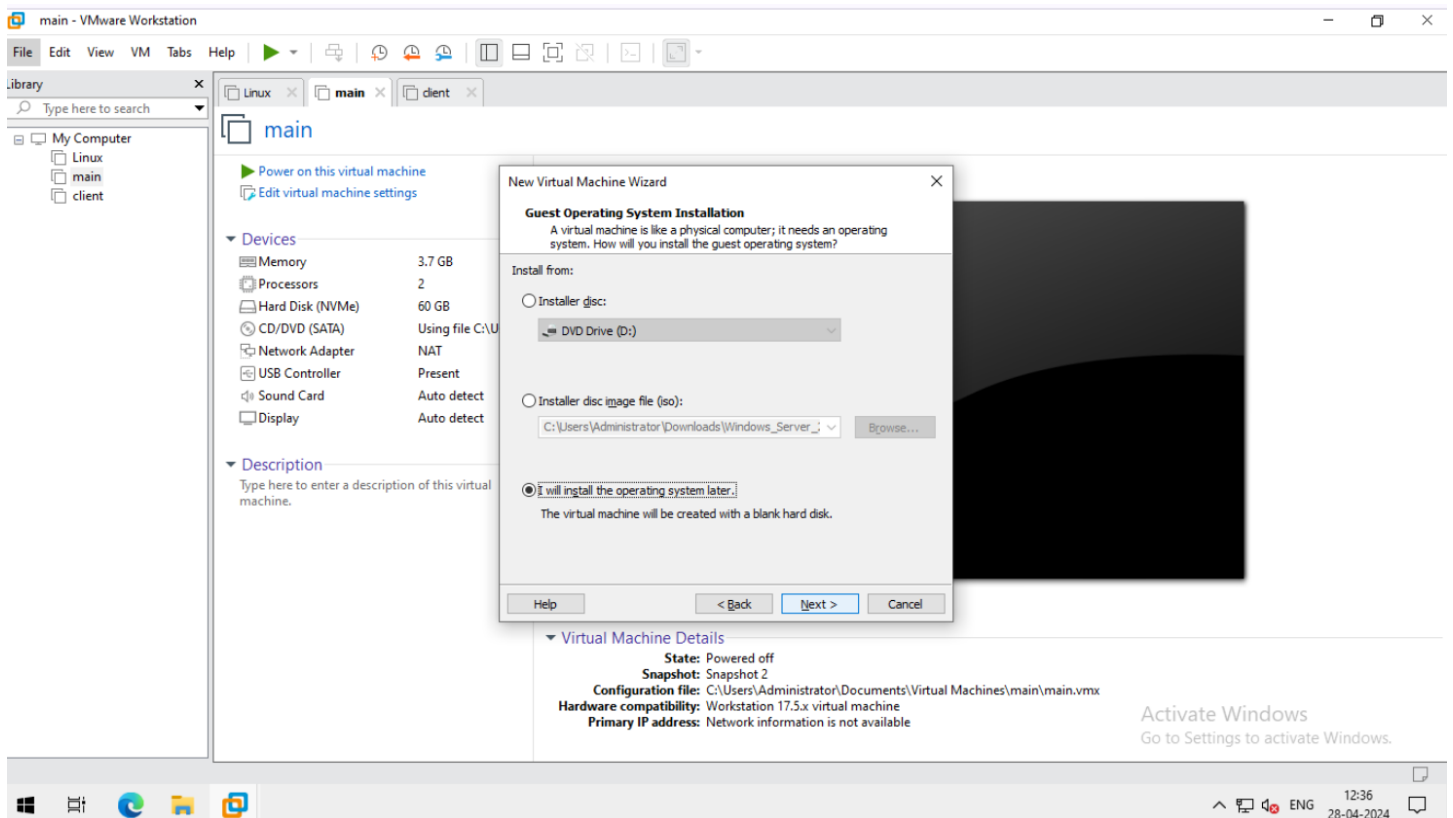 main - VMware Workstation
File Edit View VM Tabs Help
Library
Type here to search
My Computer
Linux
main
client
Linux main client
main
Power on this virtual machine
Edit virtual machine settings
Devices
Memory 3.7 GB
Processors 2
Hard Disk (NVMe) 60 GB
CD/DVD (SATA) Using file C:\U
Network Adapter NAT
USB Controller Present
Sound Card Auto detect
Display Auto detect
Description
Type here to enter a description of this virtual
machine.
New Virtual Machine Wizard
Guest Operating System Installation
A virtual machine is like a physical computer; it needs an operating
system. How will you install the guest operating system?
Install from:
Installer disc:
DVD Drive (D:)
Installer disc image file (iso):
C:\Users\Administrator\Downloads\Windows_Server_
Browse...
I will install the operating system later.
The virtual machine will be created with a blank hard disk.
Help < Back Next > Cancel
Virtual Machine Details
State: Powered off
Snapshot: Snapshot 2
Configuration file: C:\Users\Administrator\Documents\Virtual Machines\main\main.vmx
Hardware compatibility: Workstation 17.5.x virtual machine
Primary IP address: Network information is not available
Activate Windows
Go to Settings to activate Windows.
ENG
12:36
28-04-2024